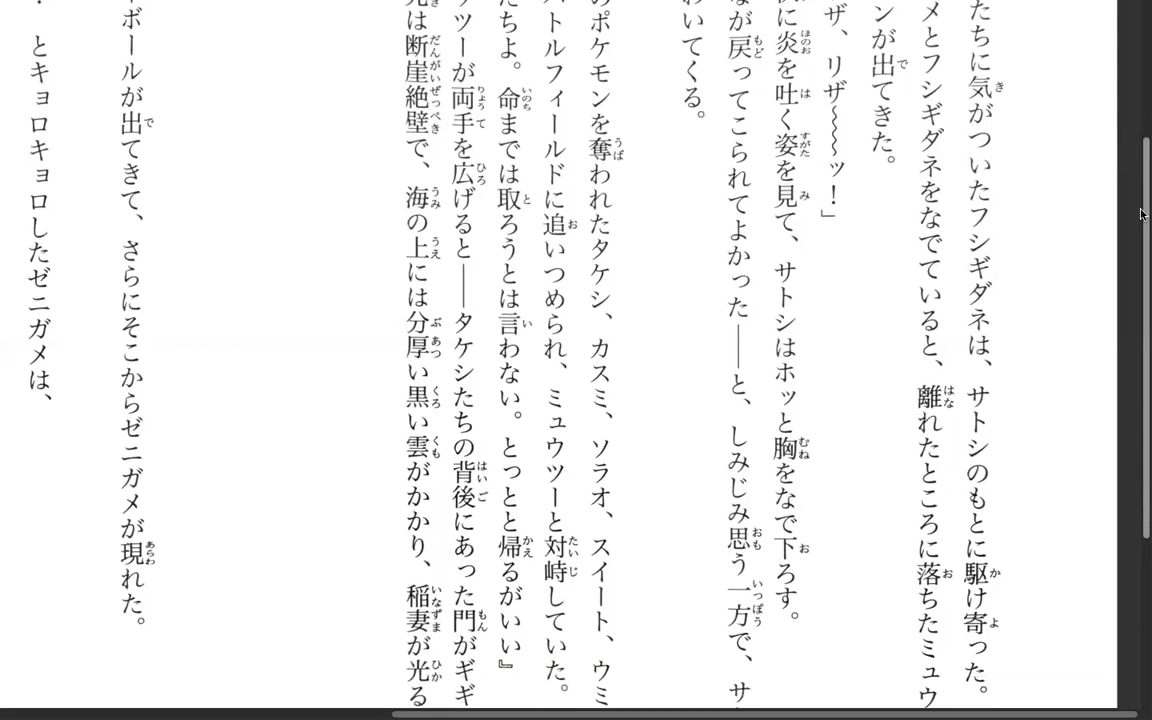 たちに気がついたフシギダネは、サトシのもとに駆け寄った。
メとフシギダネをなでていると、離れたところに落ちたミュウ
ンが出てきた。
ザ、リザ〜〜〜ッ！」
に炎を吐く姿を見て、サトシはホッと胸をなで下ろす。
なが戻ってこられてよかった――と、しみじみ思う一方で、サ
わいてくる。
のポケモンを奪われたタケシ、カスミ、ソラオ、スイート、ウミ
ストルフィールドに追いつめられ、ミュウツーと対峙していた。
たちよ。命までは取ろうとは言わない。とっとと帰るがいい』
ウツーが両手を広げると――タケシたちの背後にあった門がギギ
先は断崖絶壁で、海の上には分厚い黒い雲がかかり、稲妻が光る
ボールが出てきて、さらにそこからゼニガメが現れた。
とキョロキョロしたゼニガメは、